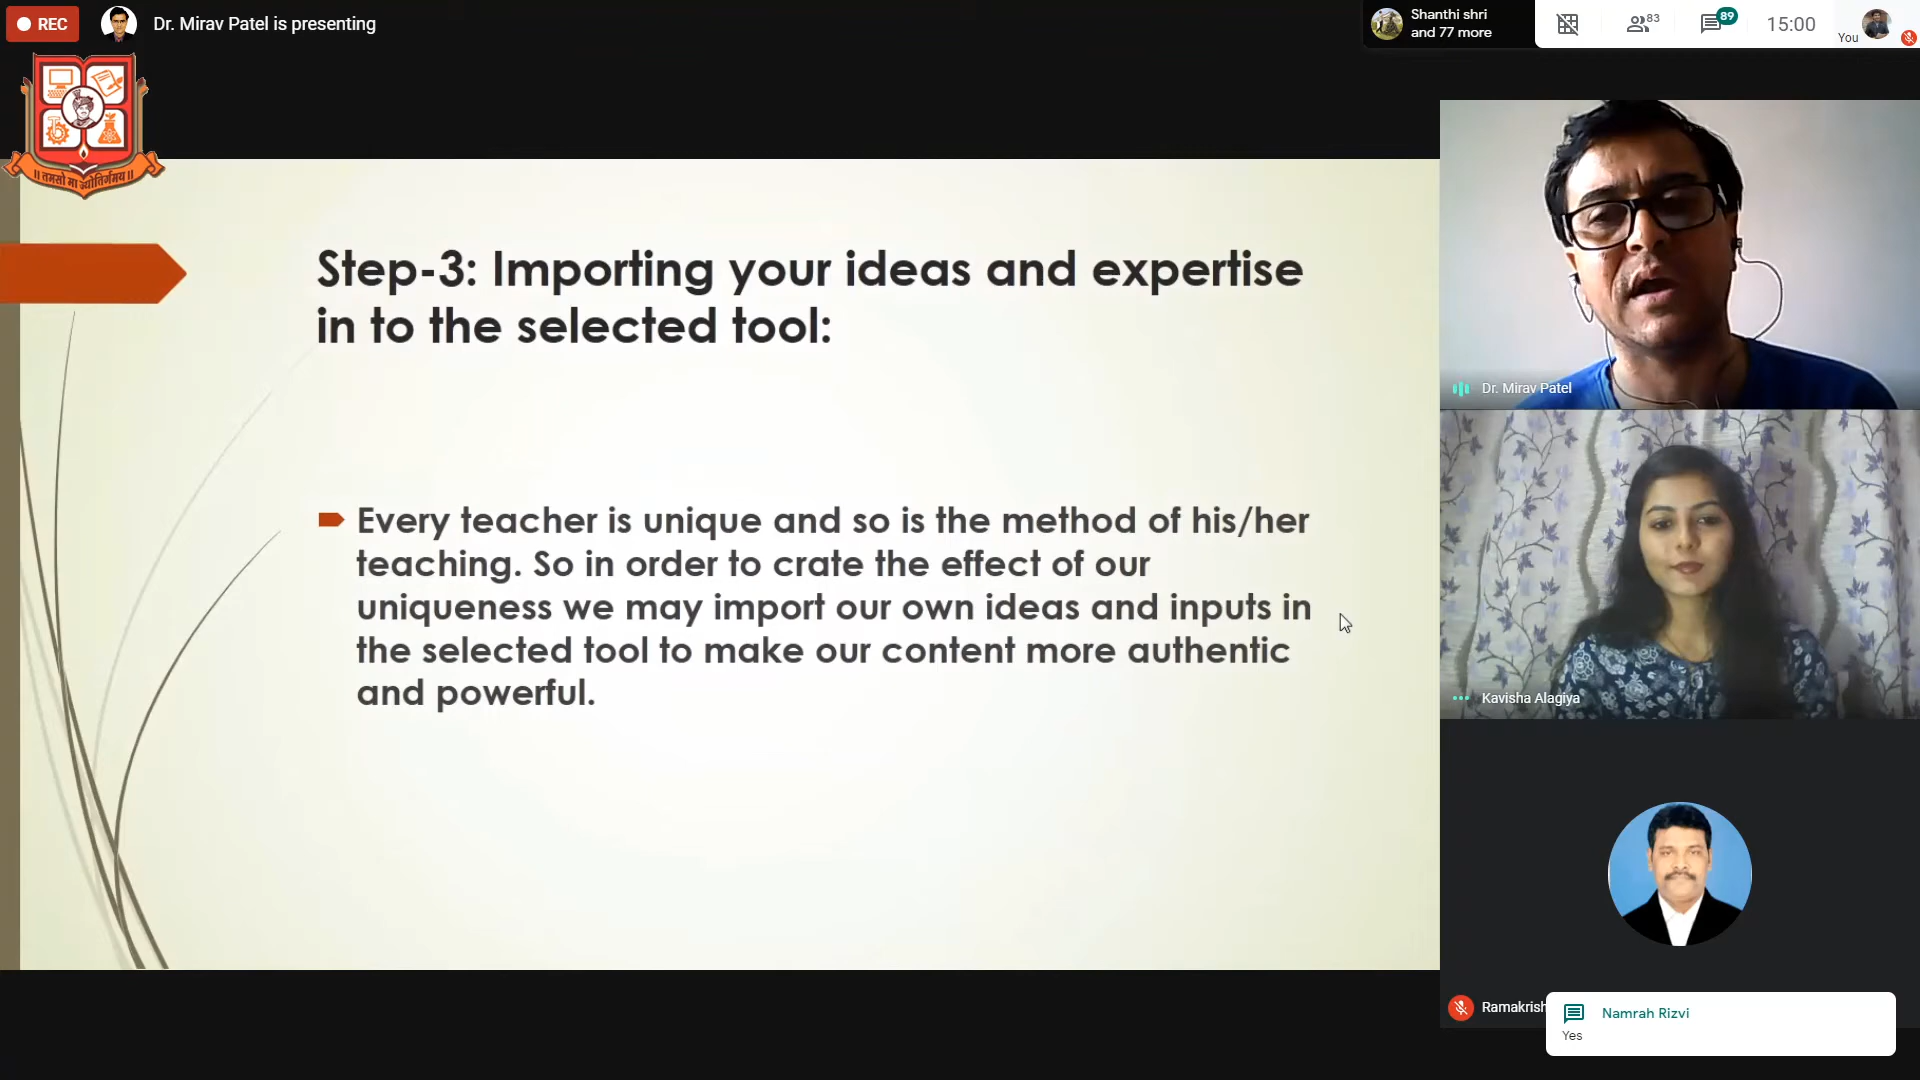 REC
Dr. Mirav Patel is presenting
Shanthi shri
and 77 more
83
89
15:00
You
॥ तमसो मा ज्योतिर्गमय ॥
Step-3: Importing your ideas and expertise
in to the selected tool:
Every teacher is unique and so is the method of his/her
teaching. So in order to crate the effect of our
uniqueness we may import our own ideas and inputs in
the selected tool to make our content more authentic
and powerful.
Dr. Mirav Patel
Kavisha Alagiya
Ramakrish
Namrah Rizvi
Yes